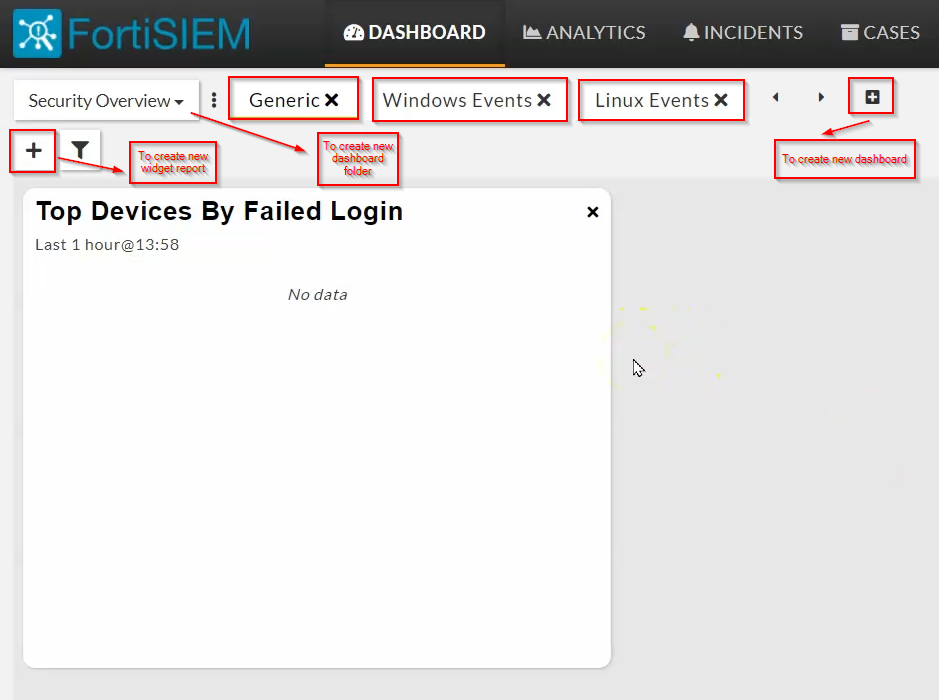 FortiSIEM
DASHBOARD
ANALYTICS
INCIDENTS
CASES
Security Overview
Generic
Windows Events
Linux Events
To create new
widget report
To create new
dashboard
folder
To create new dashboard
Top Devices By Failed Login
Last 1 hour@13:58
No data